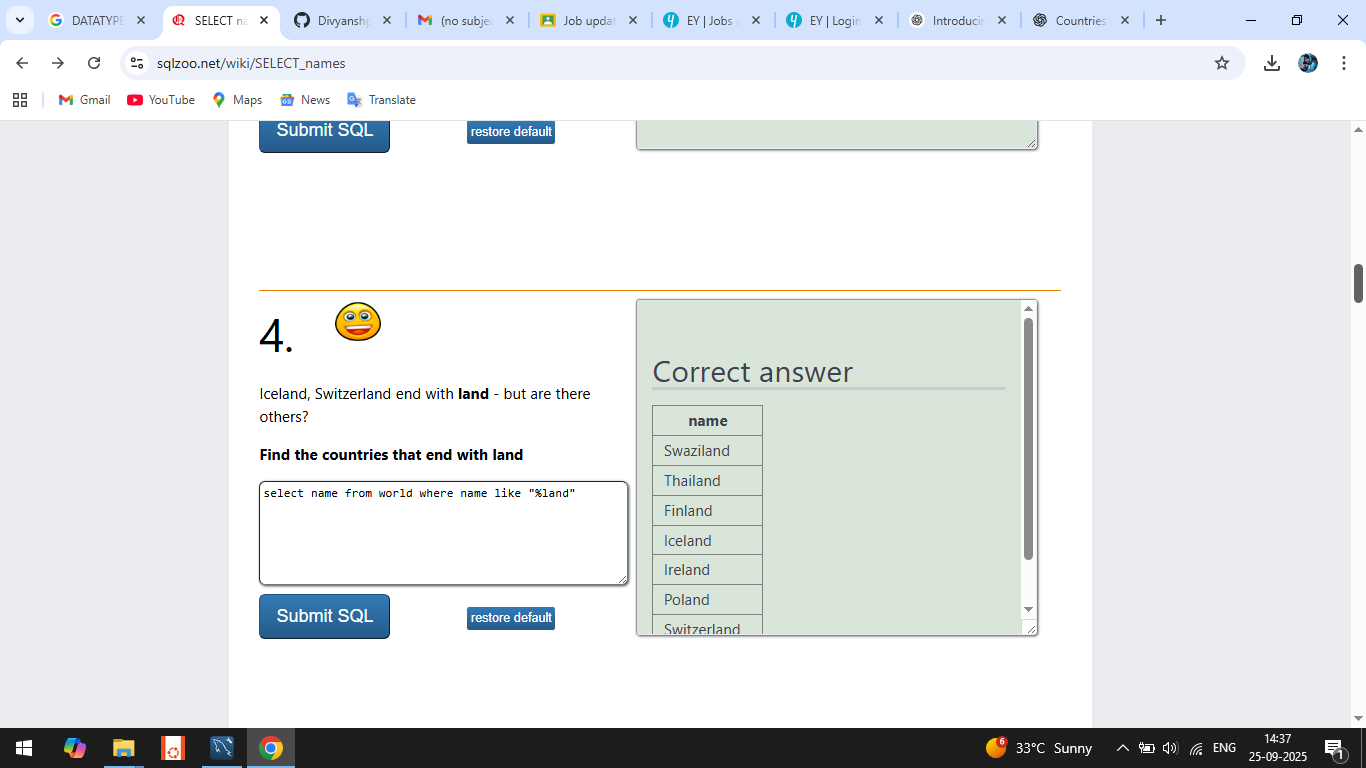 DATATYPE
SELECT na
Divyanshp
(no subje
Job updat
EY | Jobs
EY | Login
Introducin
Countries
sqlzoo.net/wiki/SELECT_names
Gmail
YouTube
Maps
News
Translate
Submit SQL
restore default
4.
Iceland, Switzerland end with land - but are there
others?
Find the countries that end with land
select name from world where name like "%land"
Submit SQL
restore default
Correct answer
name
Swaziland
Thailand
Finland
Iceland
Ireland
Poland
Switzerland
6
33°C Sunny
ENG
14:37
25-09-2025
1